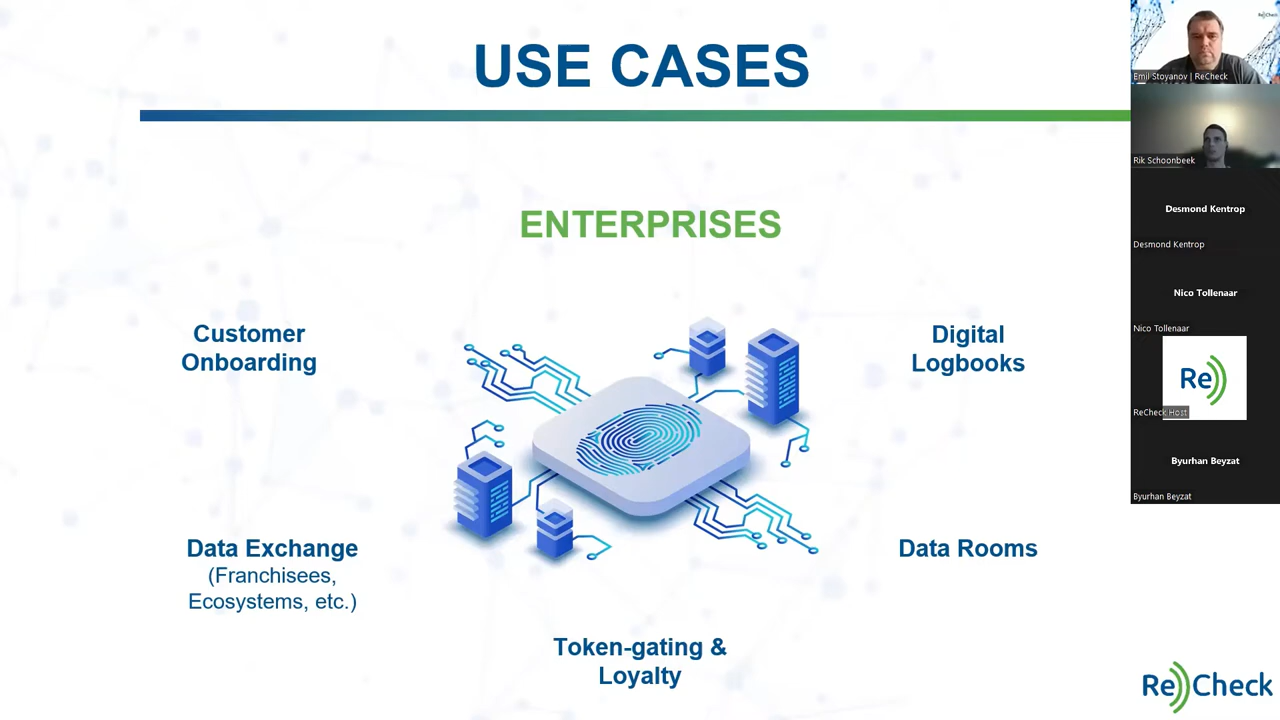 USE CASES
ENTERPRISES
Customer
Onboarding
Digital
Logbooks
Data Exchange
(Franchisees,
Ecosystems, etc.)
Data Rooms
Token-gating &
Loyalty
Re Check
ReCheck
Emil Stoyanov | ReCheck
Rik Schoonbeek
Desmond Kentrop
Desmond Kentrop
Nico Tollenaar
Nico Tollenaar
Re
ReCheck Host
Byurhan Beyzat
Byurhan Beyzat